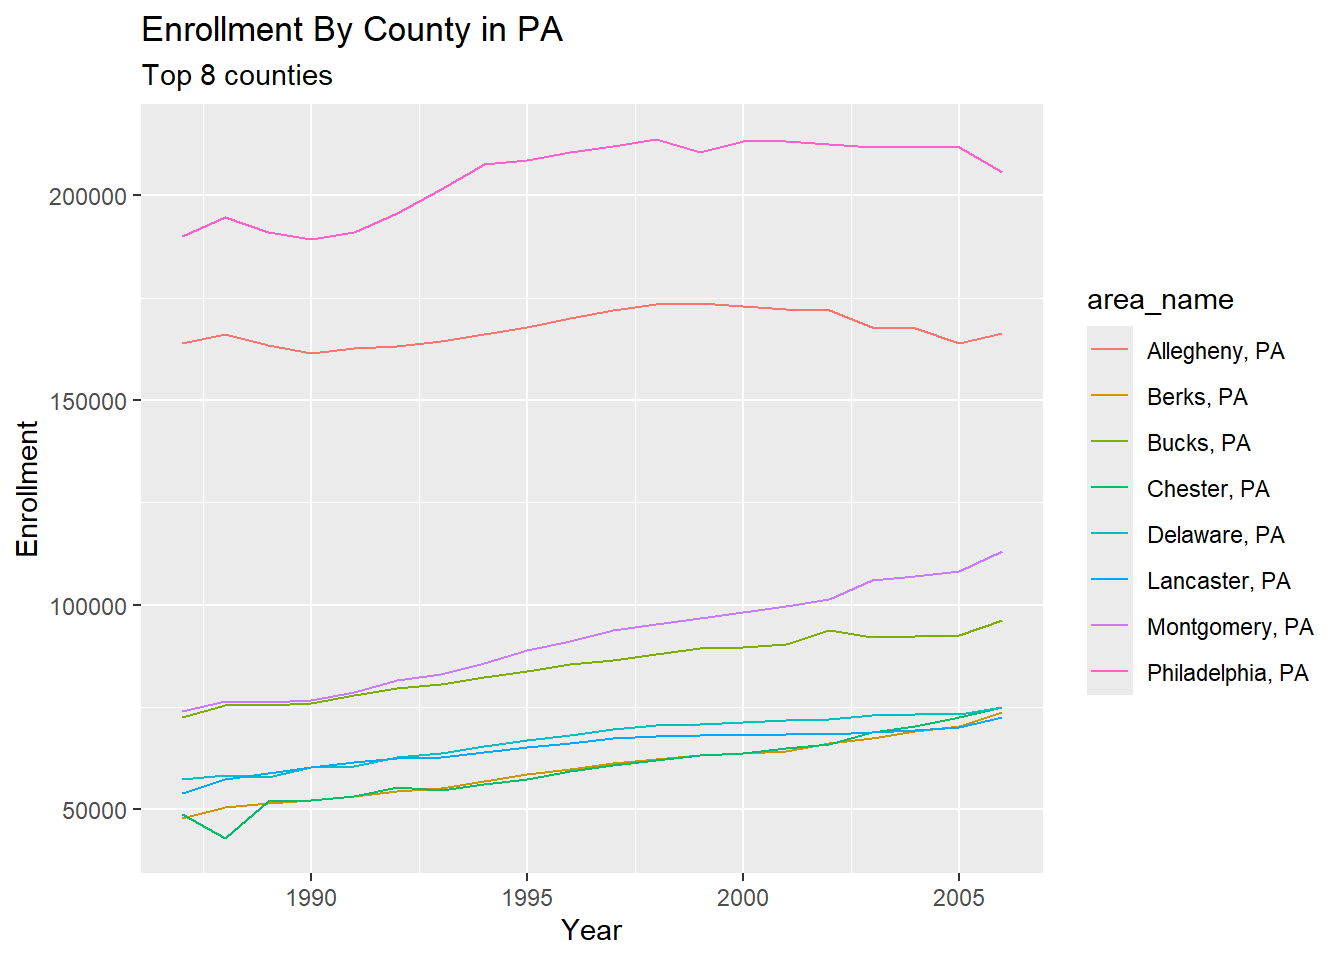 Enrollment By County in PA
Top 8 counties
200000
150000
100000
50000
Enrollment
1990 1995 2000 2005
Year
area_name
Allegheny, PA
Berks, PA
Bucks, PA
Chester, PA
Delaware, PA
Lancaster, PA
Montgomery, PA
Philadelphia, PA